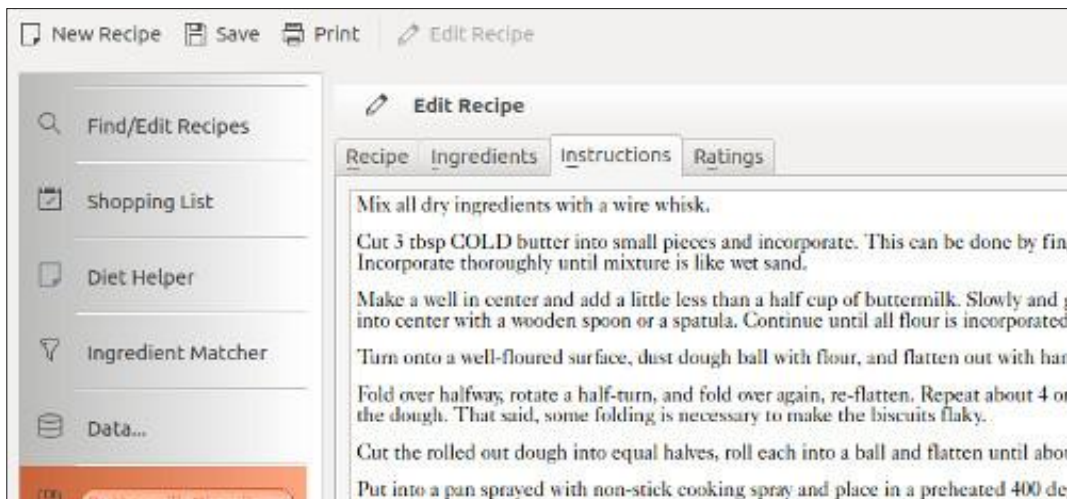 New Recipe Save Print Edit Recipe
Find/Edit Recipes
Shopping List
Diet Helper
Ingredient Matcher
Data...
Edit Recipe
Recipe Ingredients Instructions Ratings
Mix all dry ingredients with a wire whisk.
Cut 3 tbsp COLD butter into small pieces and incorporate. This can be done by fin
Incorporate thoroughly until mixture is like wet sand.
Make a well in center and add a little less than a half cup of buttermilk. Slowly and g
into center with a wooden spoon or a spatula. Continue until all flour is incorporated
Turn onto a well-floured surface, dust dough ball with flour, and flatten out with han
Fold over halfway, rotate a half-turn, and fold over again, re-flatten. Repeat about 4 or
the dough. That said, some folding is necessary to make the biscuits flaky.
Cut the rolled out dough into equal halves, roll each into a ball and flatten until abou
Put into a pan sprayed with non-stick cooking spray and place in a preheated 400 de